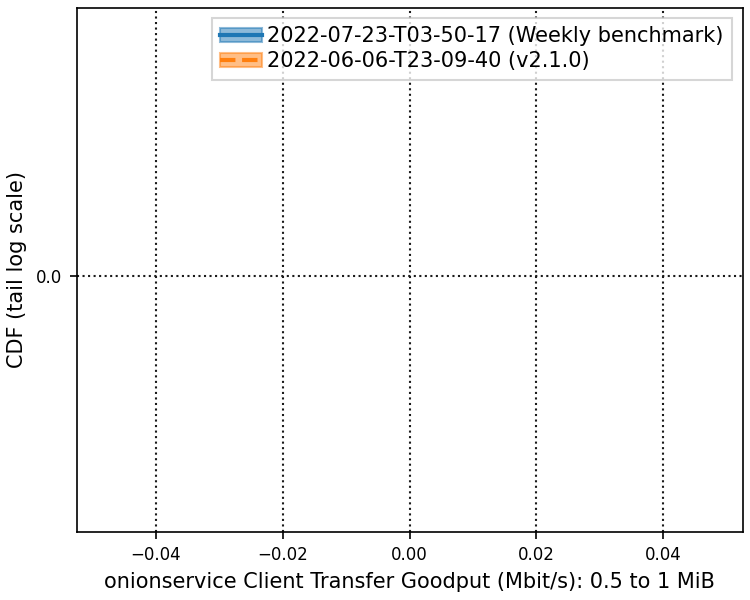 2022-07-23-T03-50-17 (Weekly benchmark)
2022-06-06-T23-09-40 (v2.1.0)
CDF (tail log scale)
0.0
−0.04 −0.02 0.00 0.02 0.04
onionservice Client Transfer Goodput (Mbit/s): 0.5 to 1 MiB